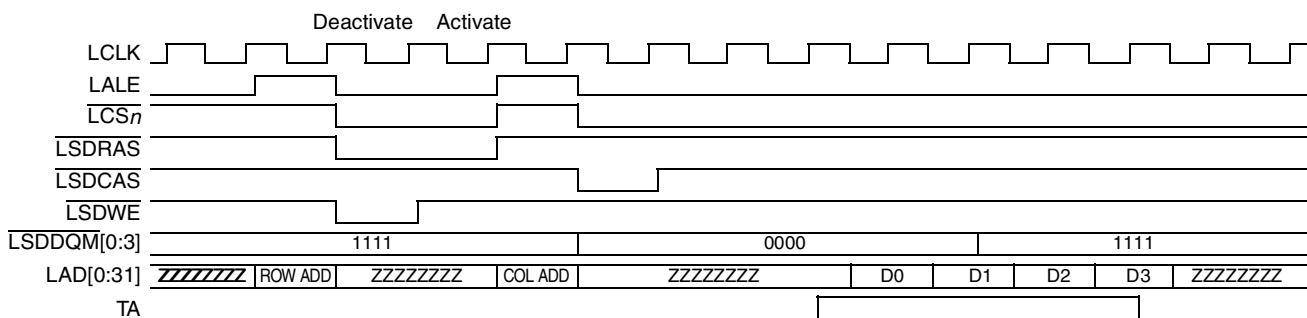 Deactivate Activate
LCLK
LALE
LCSn
LSDRAS
LSDCAS
LSDWE
LSDDQM[0:3] 1111 0000 1111
LAD[0:31] ZZZZZZZZ ROW ADD ZZZZZZZZ COL ADD ZZZZZZZZ D0 D1 D2 D3 ZZZZZZZZ
TA